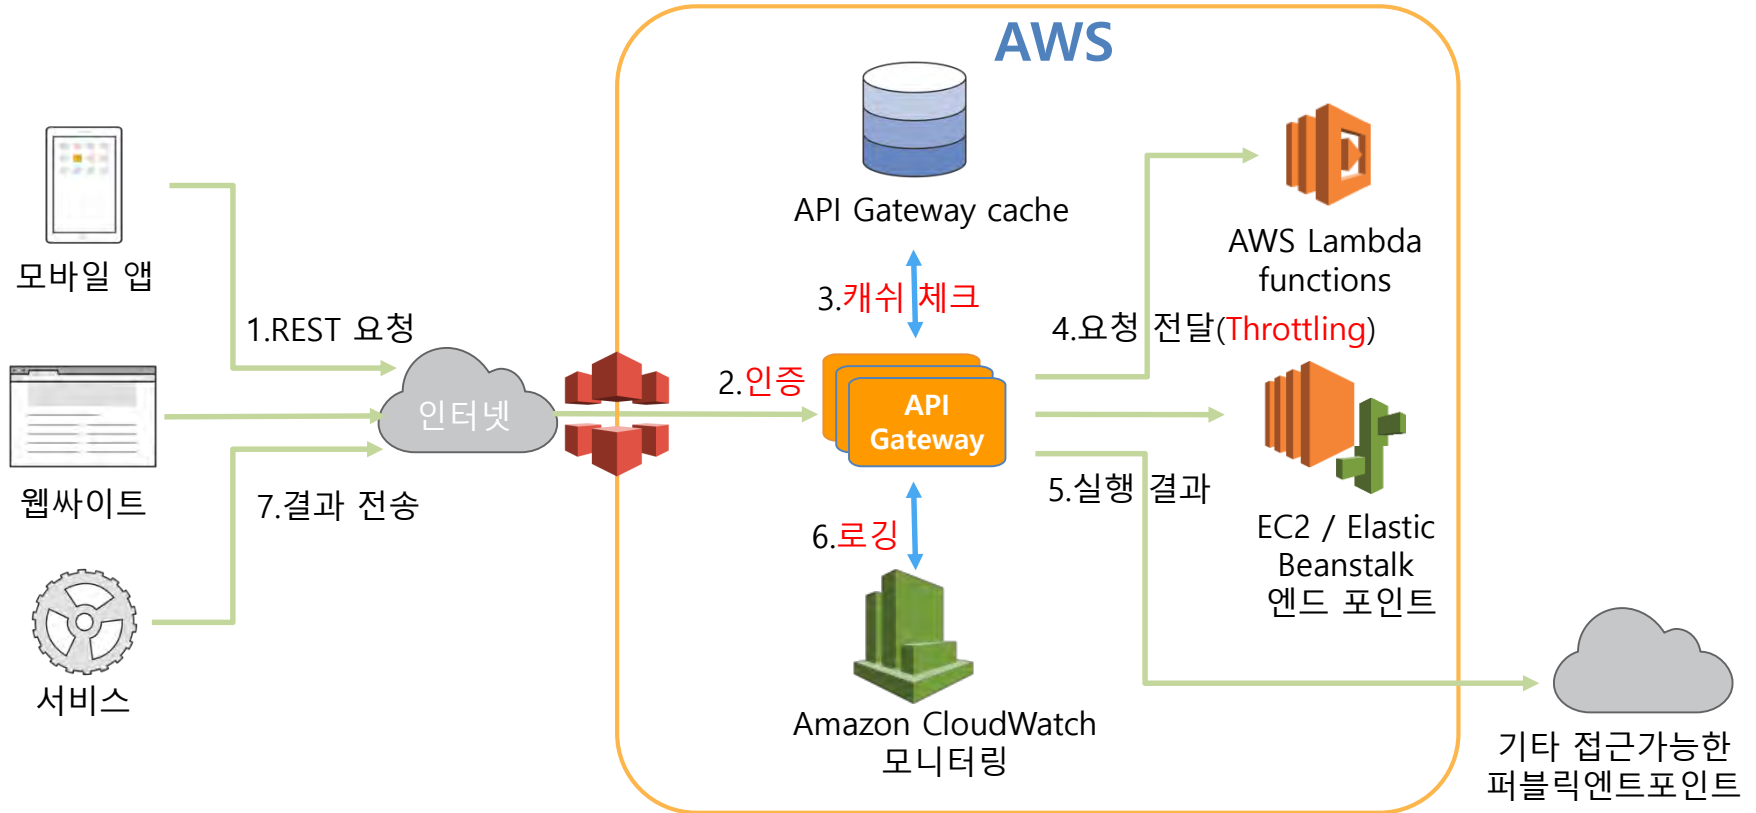 AWS
API Gateway cache
모바일 앱
AWS Lambda
functions
3.캐쉬 체크
1.REST 요청
4.요청 전달(Throttling)
2.인증
인터넷
API
Gateway
웹싸이트
7.결과 전송
5.실행 결과
6.로깅
EC2 / Elastic
Beanstalk
엔드 포인트
서비스
Amazon CloudWatch
모니터링
기타 접근가능한
퍼블릭엔트포인트